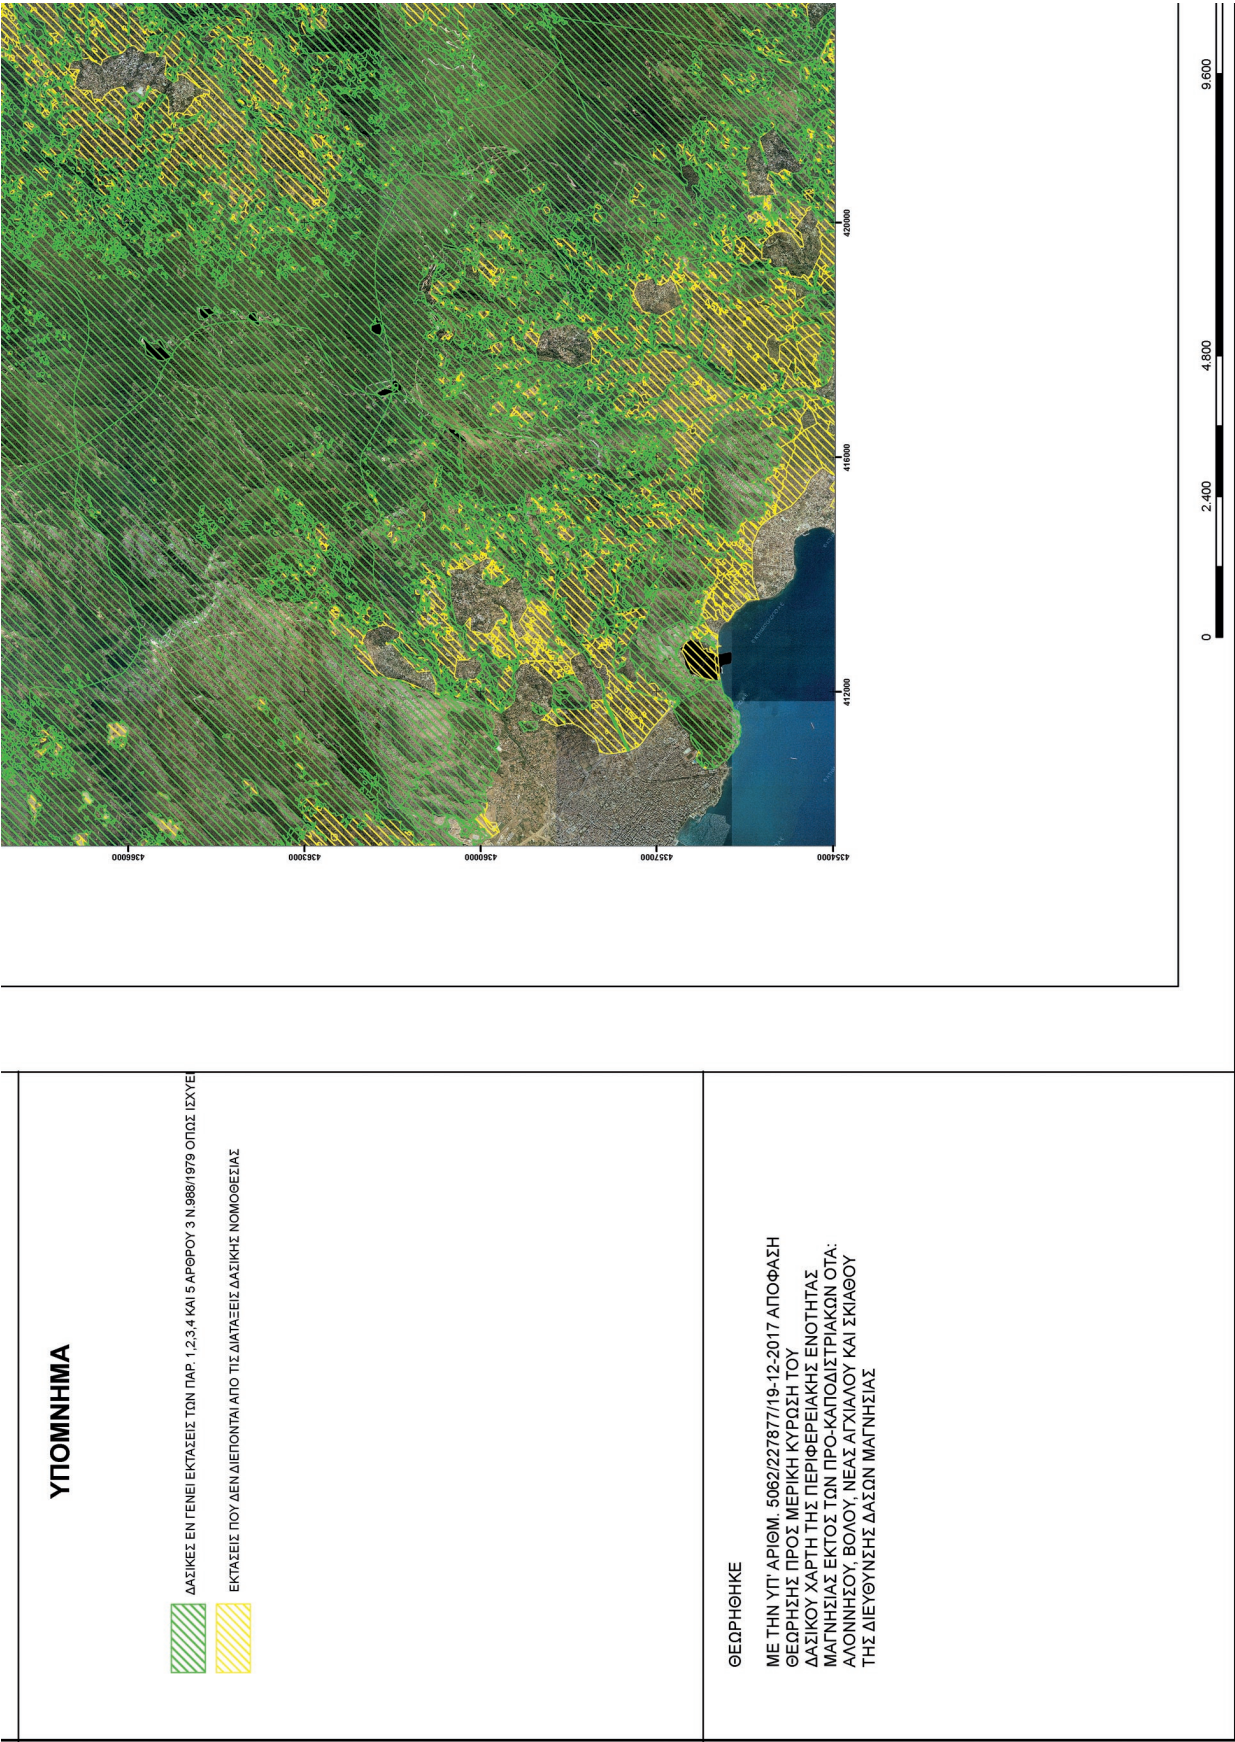 9.600
4.800
2.400
0
420000
416000
412000
4366000
4363000
4360000
4357000
4354000
ΥΠΟΜΝΗΜΑ
ΔΑΣΙΚΕΣ ΕΝ ΓΕΝΕΙ ΕΚΤΑΣΕΙΣ ΤΩΝ ΠΑΡ. 1,2,3,4 ΚΑΙ 5 ΑΡΘΡΟΥ 3 Ν.988/1979 ΟΠΩΣ ΙΣΧΥΕΙ
ΕΚΤΑΣΕΙΣ ΠΟΥ ΔΕΝ ΔΙΕΠΟΝΤΑΙ ΑΠΟ ΤΙΣ ΔΙΑΤΑΞΕΙΣ ΔΑΣΙΚΗΣ ΝΟΜΟΘΕΣΙΑΣ
ΘΕΩΡΗΘΗΚΕ
ΜΕ ΤΗΝ ΥΠ' ΑΡΙΘΜ. 5062/227877/19-12-2017 ΑΠΟΦΑΣΗ
ΘΕΩΡΗΣΗΣ ΠΡΟΣ ΜΕΡΙΚΗ ΚΥΡΩΣΗ ΤΟΥ
ΔΑΣΙΚΟΥ ΧΑΡΤΗ ΤΗΣ ΠΕΡΙΦΕΡΕΙΑΚΗΣ ΕΝΟΤΗΤΑΣ
ΜΑΓΝΗΣΙΑΣ ΕΚΤΟΣ ΤΩΝ ΠΡΟ-ΚΑΠΟΔΙΣΤΡΙΑΚΩΝ ΟΤΑ:
ΑΛΟΝΝΗΣΟΥ, ΒΟΛΟΥ, ΝΕΑΣ ΑΓΧΙΑΛΟΥ ΚΑΙ ΣΚΙΑΘΟΥ
ΤΗΣ ΔΙΕΥΘΥΝΣΗΣ ΔΑΣΩΝ ΜΑΓΝΗΣΙΑΣ